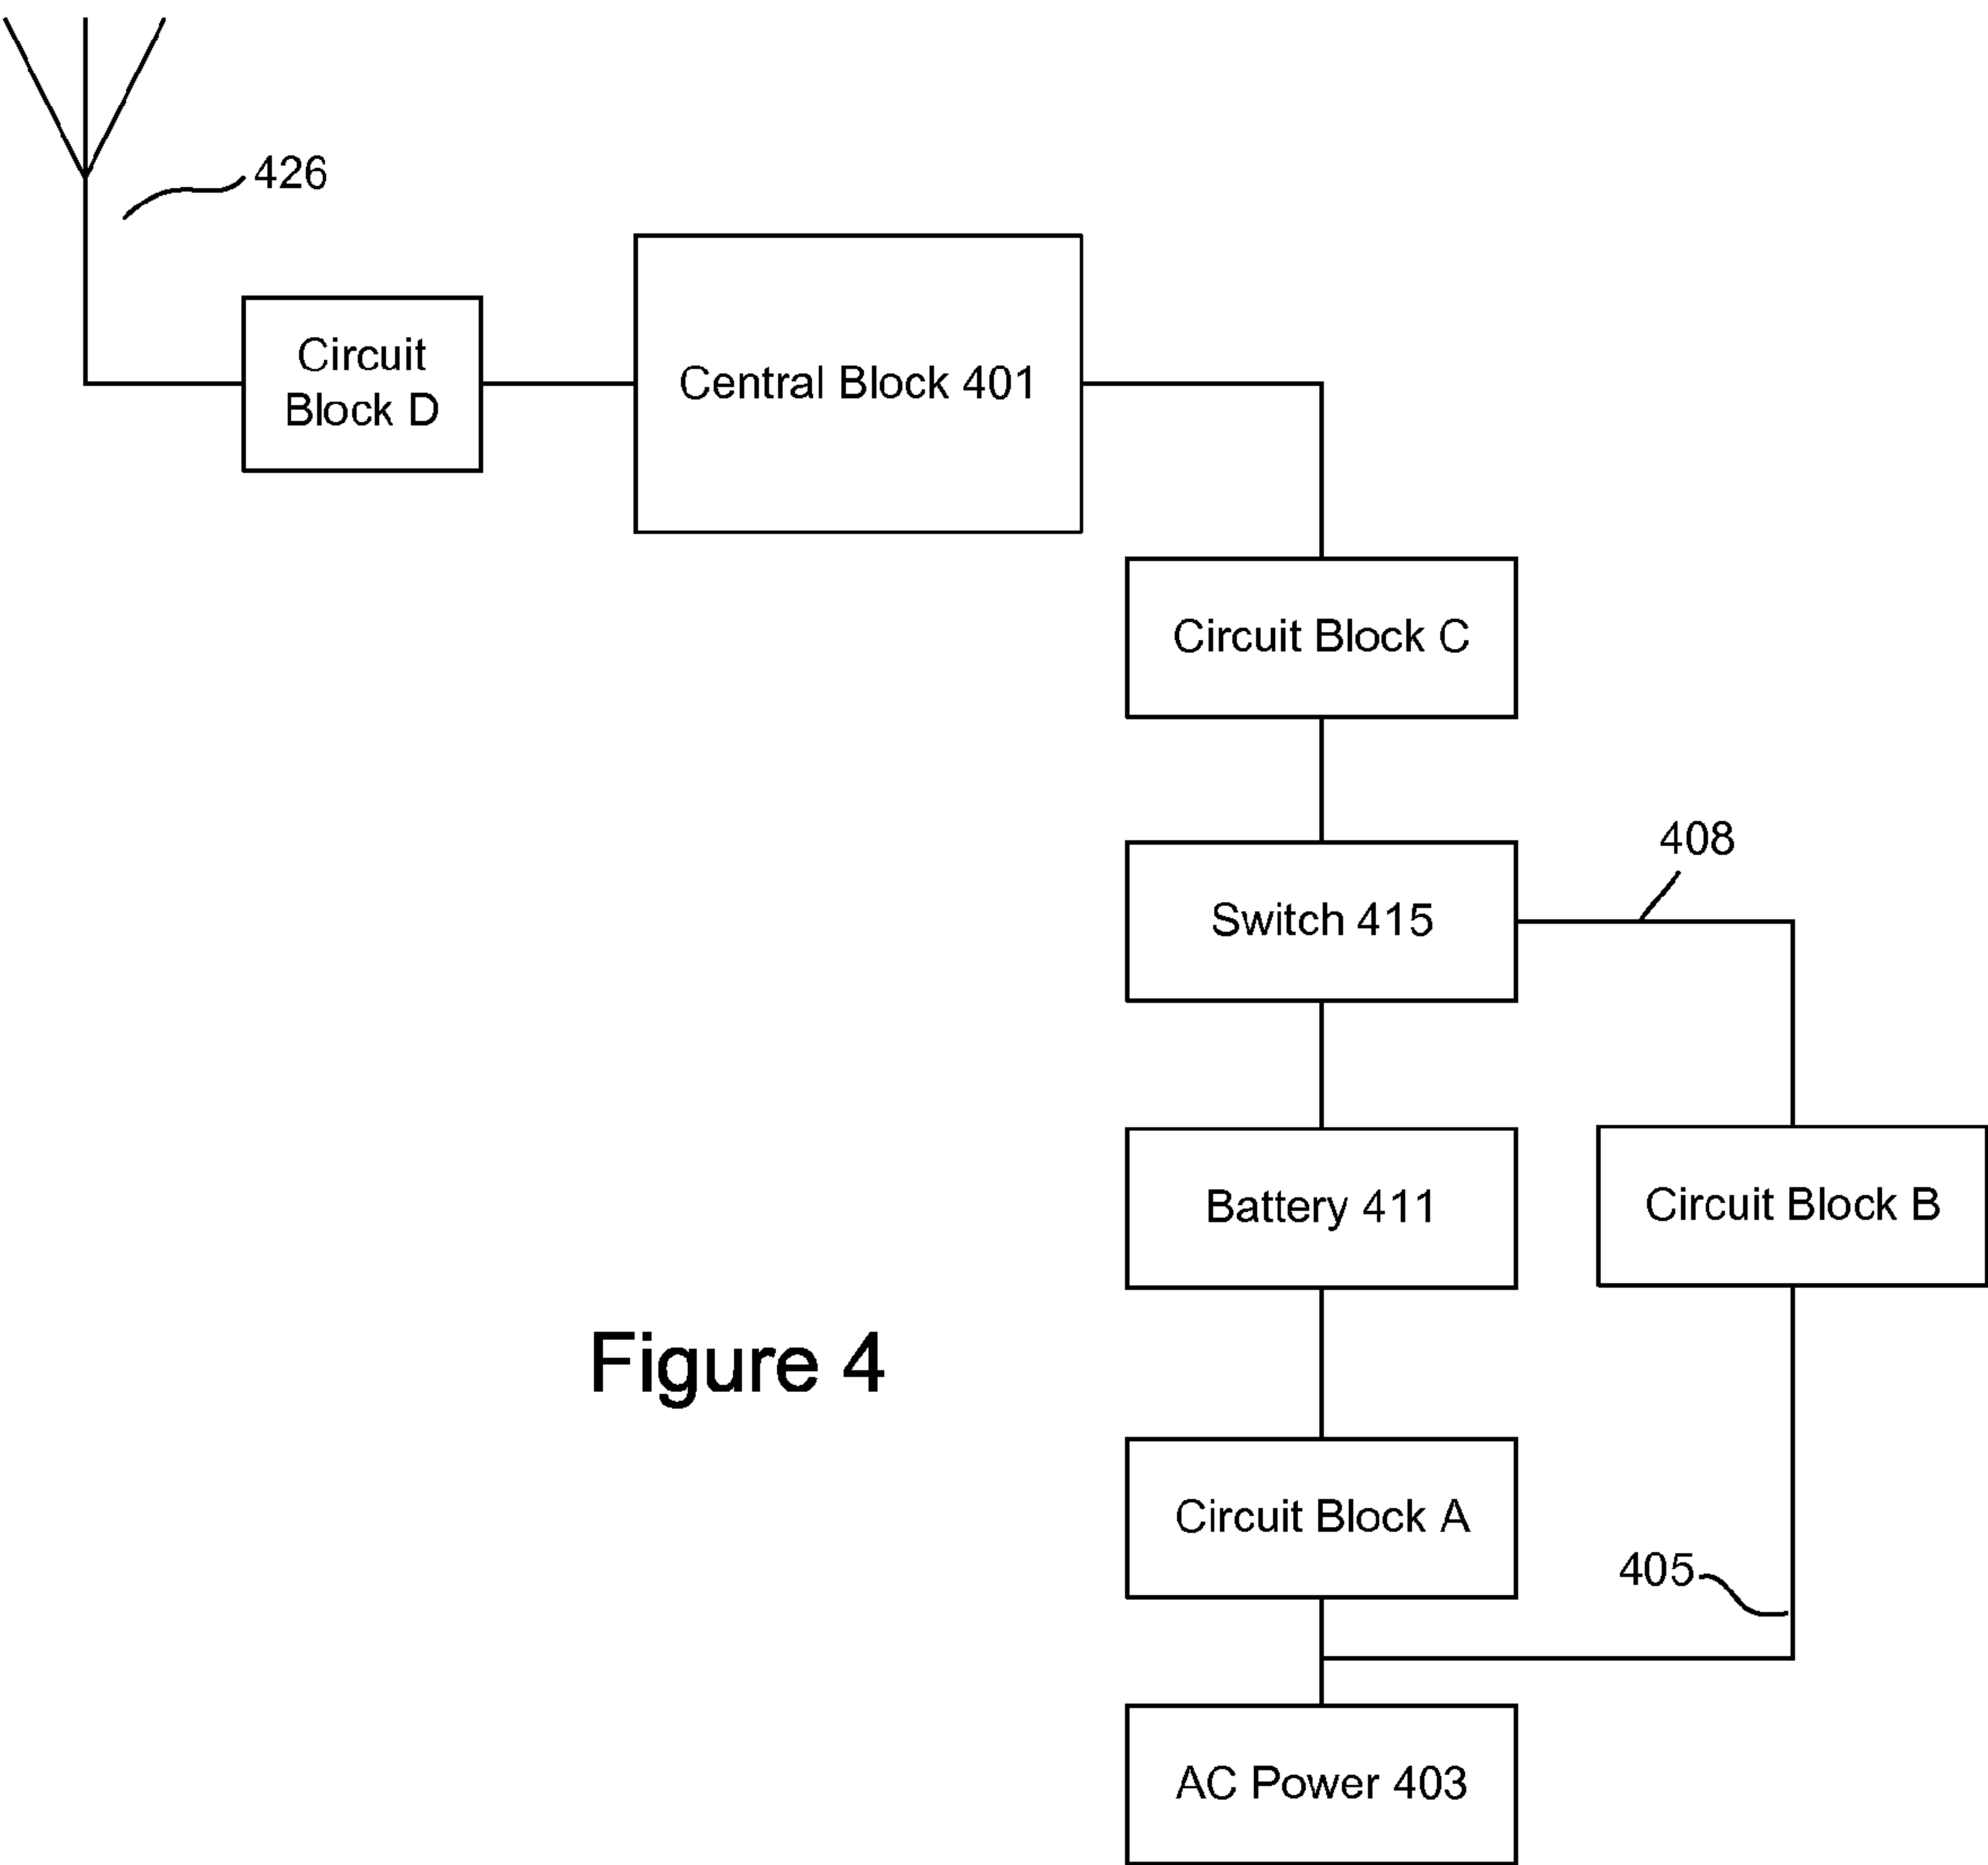 426
Circuit
Block D
Central Block 401
Circuit Block C
408
Switch 415
Battery 411
Circuit Block B
Figure 4
Circuit Block A
405
AC Power 403